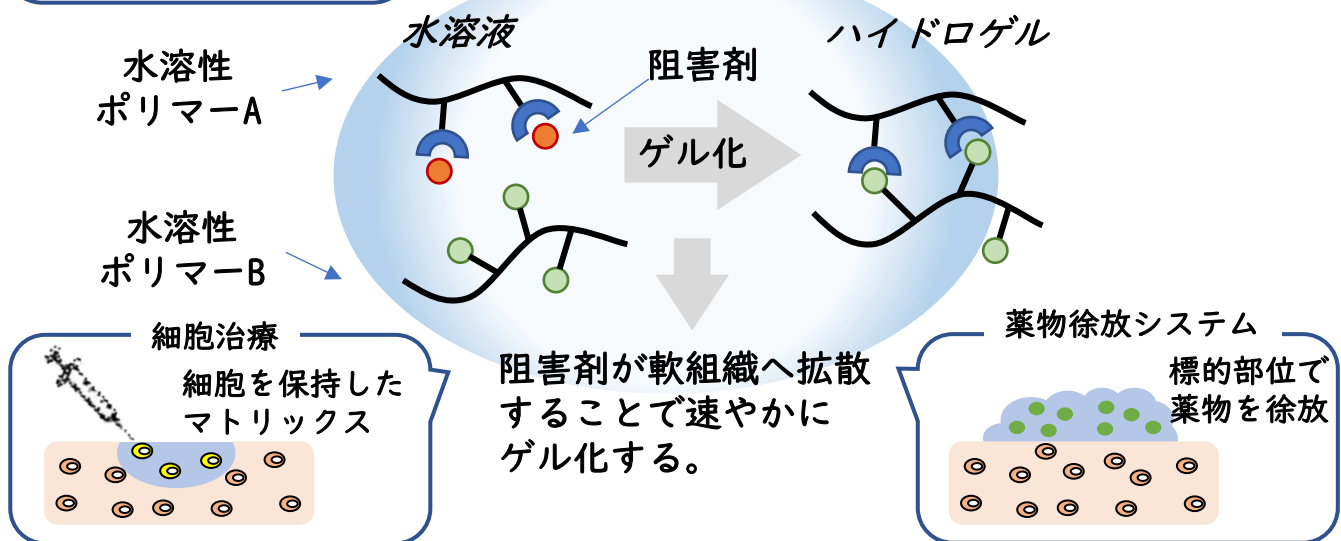 水溶液
ハイドロゲル
水溶性
ポリマーA
阻害剤
ゲル化
水溶性
ポリマーB
細胞治療
細胞を保持した
マトリックス
阻害剤が軟組織へ拡散
することで速やかに
ゲル化する。
薬物徐放システム
標的部位で
薬物を徐放